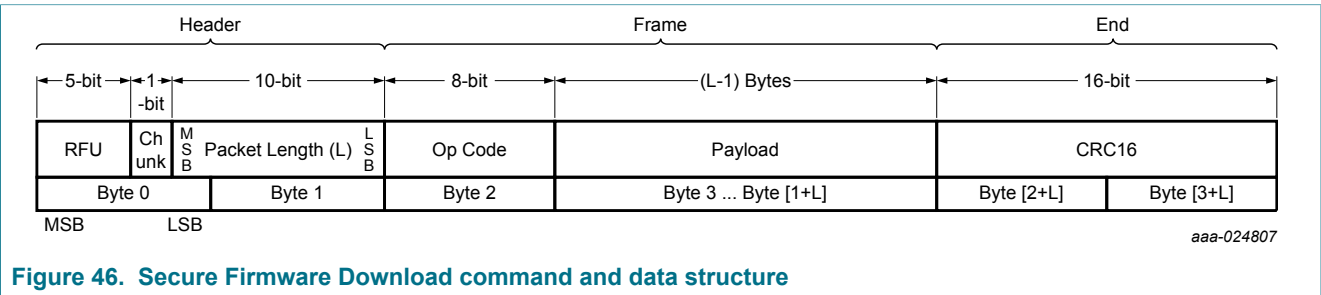 Header Frame End
5-bit 1 -bit 10-bit 8-bit (L-1) Bytes 16-bit
RFU Ch unk MSB Packet Length (L) LSB Op Code Payload CRC16
Byte 0 Byte 1 Byte 2 Byte 3 ... Byte [1+L] Byte [2+L] Byte [3+L]
MSB LSB
aaa-024807
Figure 46. Secure Firmware Download command and data structure